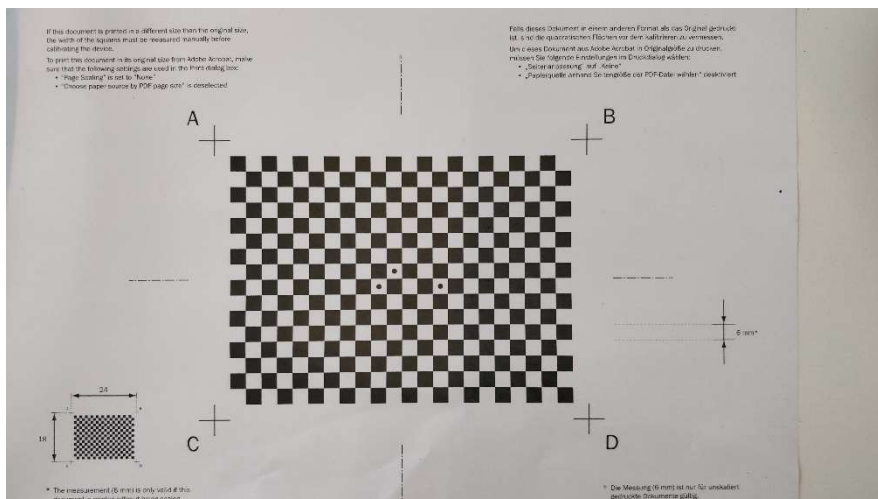 If this document is printed in a different size than the original size,
the width of the squares must be measured manually before
calibrating the device.
To print this document in its original size from Adobe Acrobat, make
sure that the following settings are used in the Print dialog box:
• "Page Scaling" is set to "None"
• "Choose paper source by PDF page size" is deselected
Falls dieses Dokument in einem anderen Format als das Original gedruckt
ist, sind die quadratischen Flächen vor dem kalibrieren zu vermessen.
Um dieses Dokument aus Adobe Acrobat in Originalgröße zu drucken,
müssen Sie folgende Einstellungen im Druckdialog wählen:
• „Seitenanpassung" auf „Keine"
• „Papierquelle anhand Seitengröße der PDF-Datei wählen" deaktiviert
A
B
6 mm*
24
18
C
D
* The measurement (6 mm) is only valid if this
* Die Messung (6 mm) ist nur für unskaliert
gedruckte Dokumente gültig.